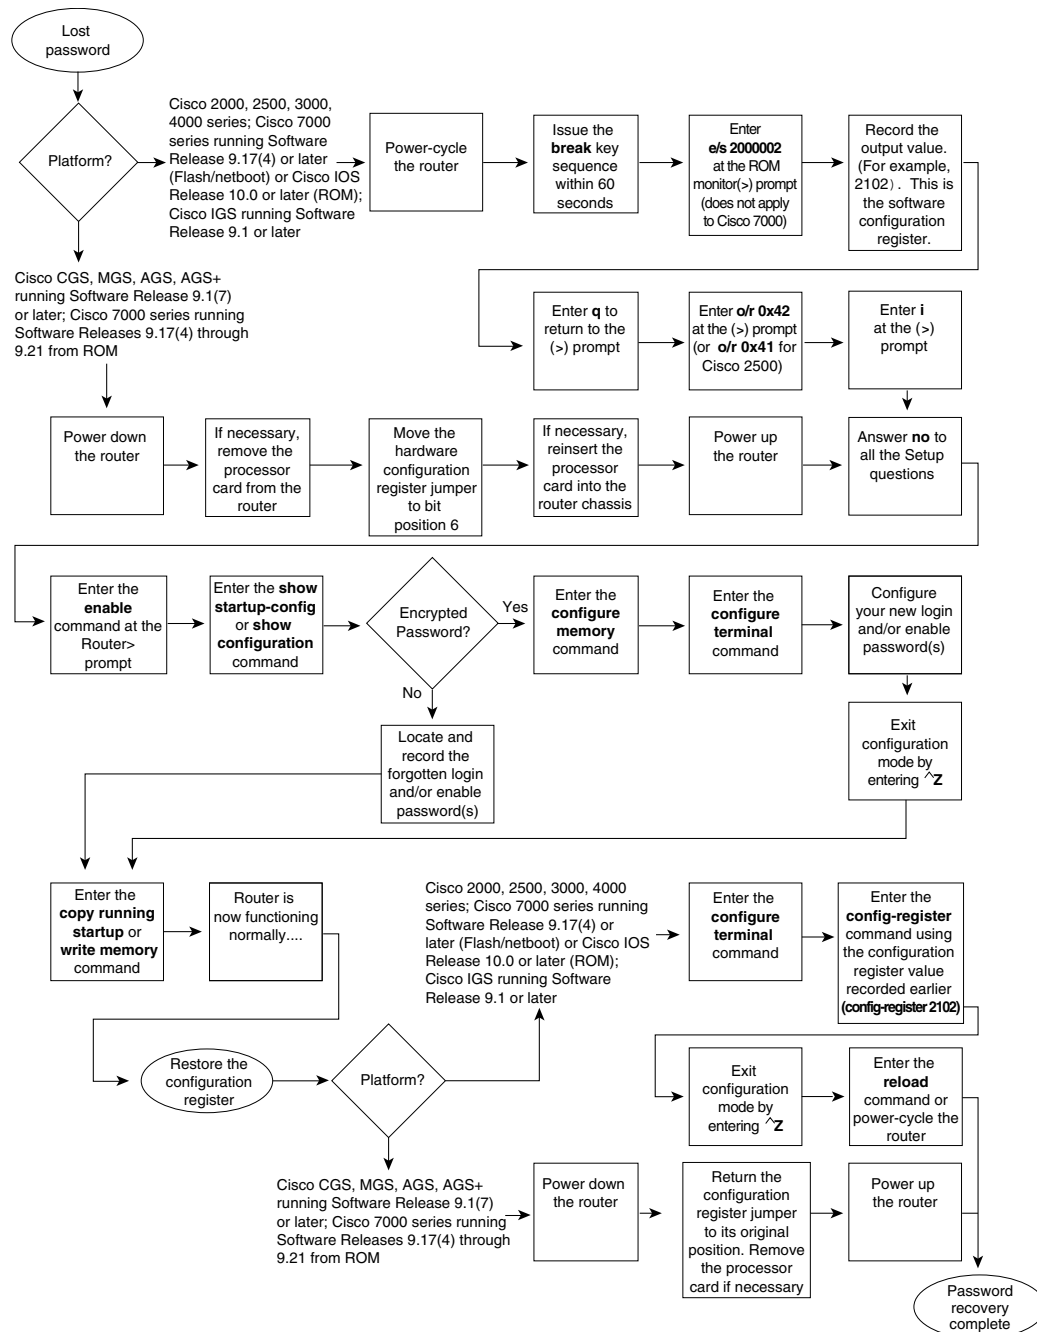 Lost
password
Platform?
Cisco 2000, 2500, 3000,
4000 series; Cisco 7000
series running Software
Release 9.17(4) or later
(Flash/netboot) or Cisco IOS
Release 10.0 or later (ROM);
Cisco IGS running Software
Release 9.1 or later
Power-cycle
the router
Issue the
break key
sequence
within 60
seconds
Enter
e/s 2000002
at the ROM
monitor(>) prompt
(does not apply
to Cisco 7000)
Record the
output value.
(For example,
2102). This is
the software
configuration
register.
Cisco CGS, MGS, AGS, AGS+
running Software Release 9.1(7)
or later; Cisco 7000 series running
Software Releases 9.17(4) through
9.21 from ROM
Enter q to
return to the
(>) prompt
Enter o/r 0x42
at the (>) prompt
(or o/r 0x41 for
Cisco 2500)
Enter i
at the (>)
prompt
Power down
the router
If necessary,
remove the
processor
card from the
router
Move the
hardware
configuration
register jumper
to bit
position 6
If necessary,
reinsert the
processor
card into the
router chassis
Power up
the router
Answer no to
all the Setup
questions
Enter the
enable
command at the
Router>
prompt
Enter the show
startup-config
or show
configuration
command
Encrypted
Password?
Yes
No
Enter the
configure
memory
command
Enter the
configure
terminal
command
Configure
your new login
and/or enable
password(s)
Locate and
record the
forgotten login
and/or enable
password(s)
Exit
configuration
mode by
entering ^Z
Enter the
copy running
startup or
write memory
command
Router is
now functioning
normally....
Cisco 2000, 2500, 3000, 4000
series; Cisco 7000 series running
Software Release 9.17(4) or
later (Flash/netboot) or Cisco IOS
Release 10.0 or later (ROM);
Cisco IGS running Software
Release 9.1 or later
Enter the
configure
terminal
command
Enter the
config-register
command using
the configuration
register value
recorded earlier
(config-register 2102)
Restore the
configuration
register
Platform?
Exit
configuration
mode by
entering ^Z
Enter the
reload
command or
power-cycle the
router
Cisco CGS, MGS, AGS, AGS+
running Software Release 9.1(7)
or later; Cisco 7000 series running
Software Releases 9.17(4) through
9.21 from ROM
Power down
the router
Return the
configuration
register jumper
to its original
position. Remove
the processor
card if necessary
Power up
the router
Password
recovery
complete